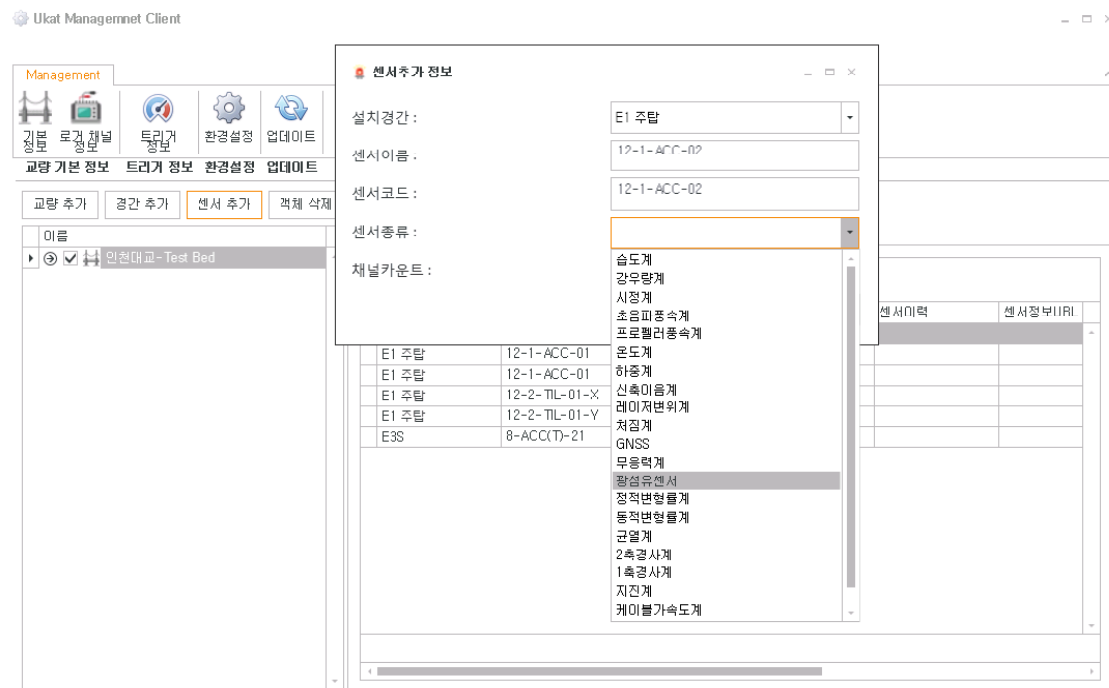 Ukat Managemnet Client
센서추가 정보
Management
기본 정보
로거 채널 정보
트리거 정보
환경설정
업데이트
교량 기본 정보
트리거 정보
환경설정
업데이트
교량 추가
경간 추가
센서 추가
객체 삭제
이름
인천대교-Test Bed
설치경간 :
E1 주탑
센서이름 :
12-1-ACC-02
센서코드 :
12-1-ACC-02
센서종류 :
채널카운트 :
습도계
강우량계
시정계
초음피풍속계
프로펠러풍속계
온도계
하중계
신축이음계
레이저변위계
처짐계
GNSS
무응력계
광섬유센서
정적변형률계
동적변형률계
균열계
2축경사계
1축경사계
지진계
케이블가속도계
센서이력
센서정보URL
E1 주탑
12-1-ACC-01
E1 주탑
12-1-ACC-01
E1 주탑
12-2-TIL-01-X
E1 주탑
12-2-TIL-01-Y
E3S
8-ACC(T)-21